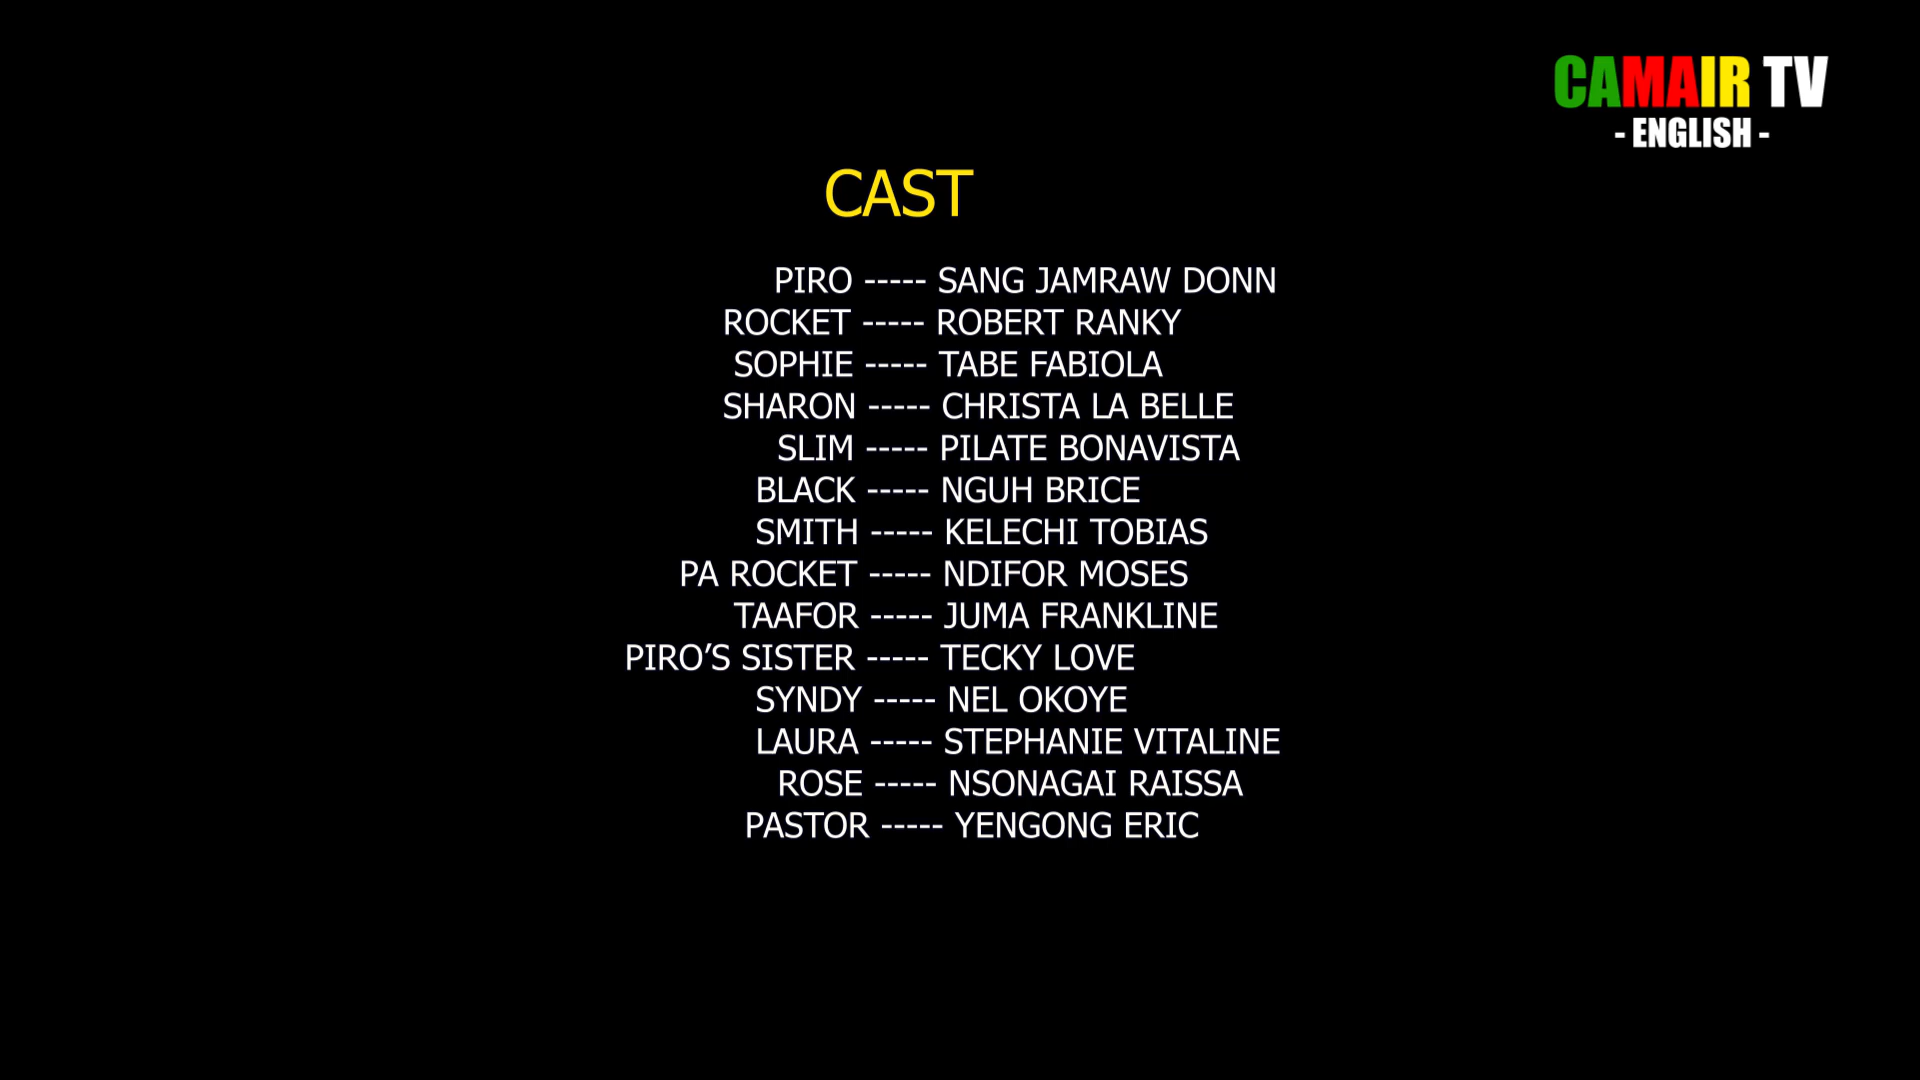 CAMAIR TV
- ENGLISH -
CAST
PIRO ----- SANG JAMRAW DONN
ROCKET ----- ROBERT RANKY
SOPHIE ----- TABE FABIOLA
SHARON ----- CHRISTA LA BELLE
SLIM ----- PILATE BONAVISTA
BLACK ----- NGUH BRICE
SMITH ----- KELECHI TOBIAS
PA ROCKET ----- NDIFOR MOSES
TAAFOR ----- JUMA FRANKLINE
PIRO’S SISTER ----- TECKY LOVE
SYNDY ----- NEL OKOYE
LAURA ----- STEPHANIE VITALINE
ROSE ----- NSONAGAI RAISSA
PASTOR ----- YENGONG ERIC